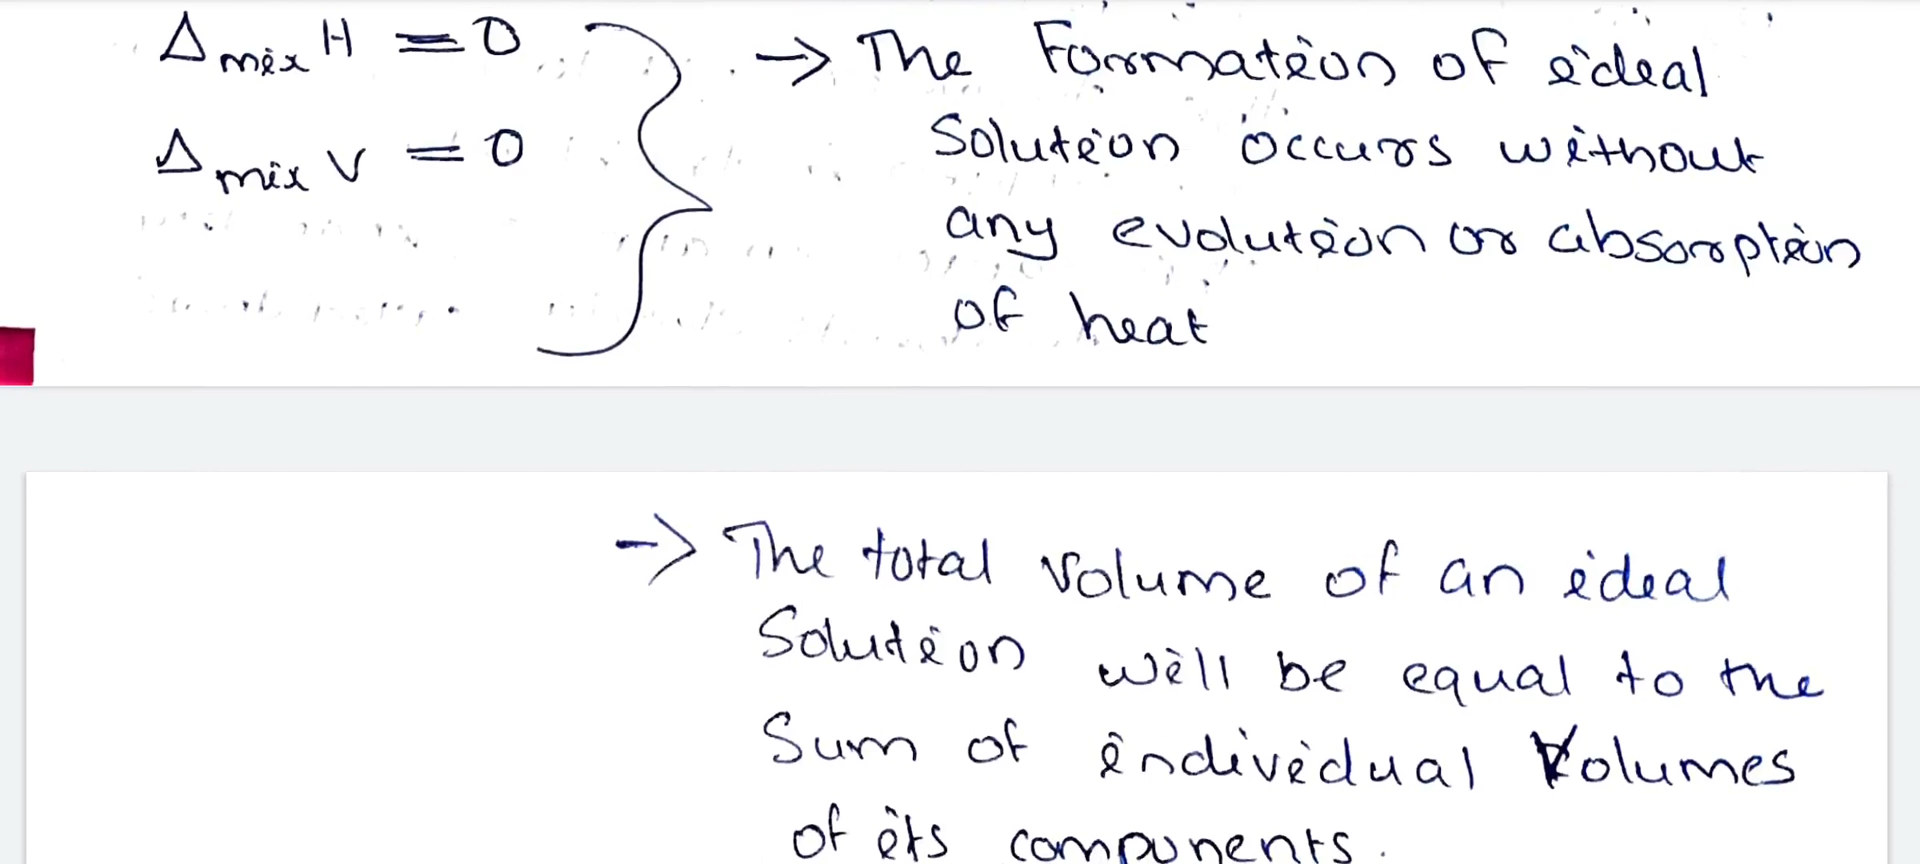 Δmix H = 0
Δmix V = 0
→ The Formation of ideal
Solution occurs without
any evolution or absorption
of heat
→ The total volume of an ideal
Solution will be equal to the
Sum of individual Volumes
of its components.